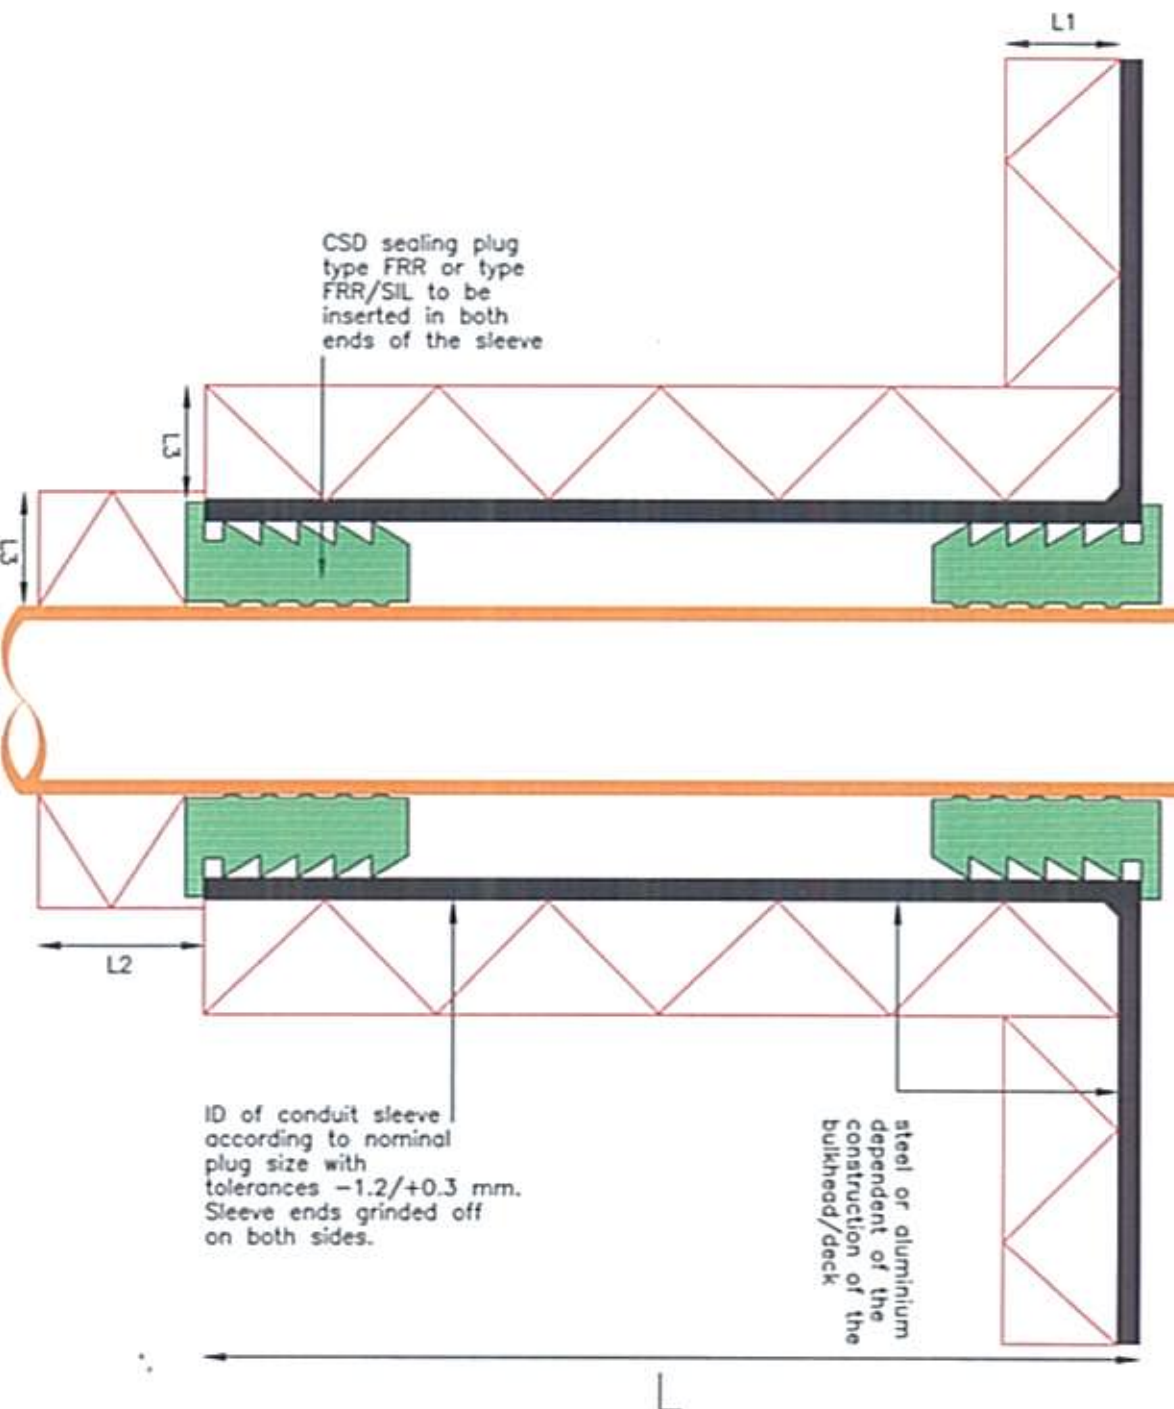 L1
CSD sealing plug
type FRR or type
FRR/SIL to be
inserted in both
ends of the sleeve
L3
L3
L2
ID of conduit sleeve
according to nominal
plug size with
tolerances -1.2/+0.3 mm.
Sleeve ends grinded off
on both sides.
steel or aluminium
dependent of the
construction of the
bulkhead/deck
L